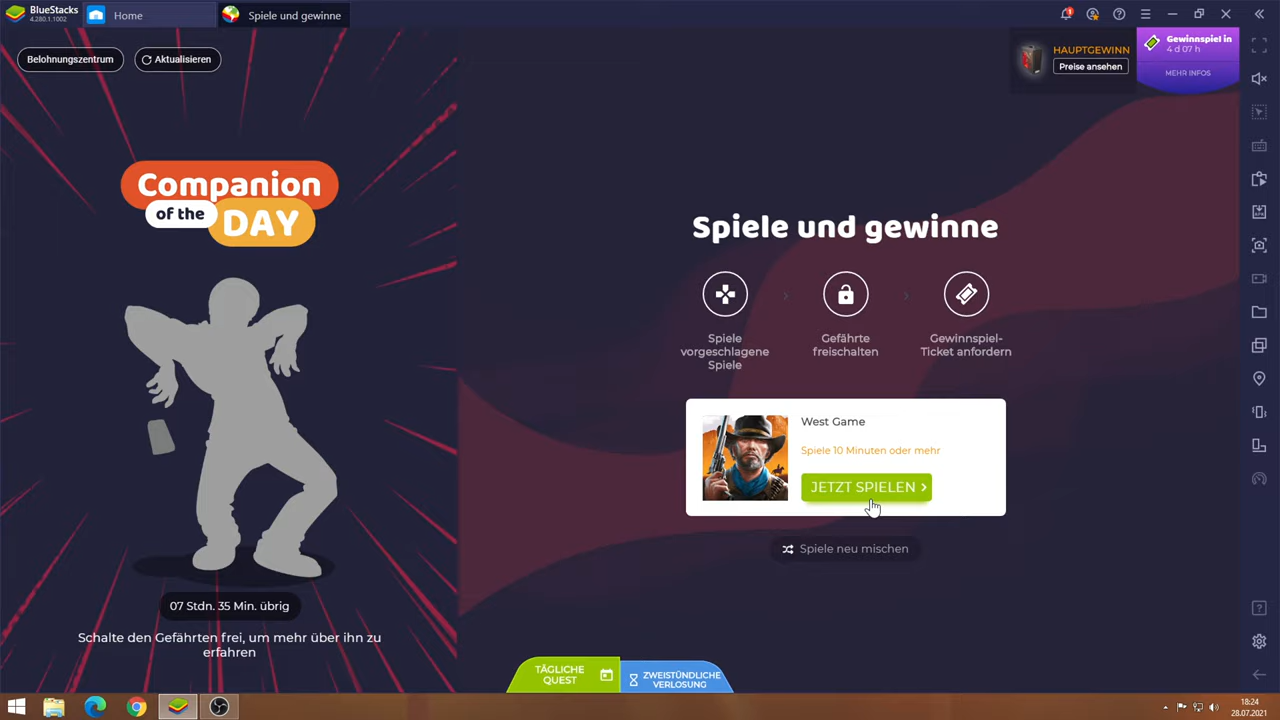 BlueStacks
4.280.1.1002
Home
Spiele und gewinne
Belohnungszentrum
Aktualisieren
HAUPTGEWINN
Preise ansehen
Gewinnspiel in
4 d 07 h
MEHR INFOS
Companion
of the DAY
Spiele und gewinne
Spiele
vorgeschlagene
Spiele
Gefährte
freischalten
Gewinnspiel-
Ticket anfordern
West Game
Spiele 10 Minuten oder mehr
JETZT SPIELEN
Spiele neu mischen
07 Stdn. 35 Min. übrig
Schalte den Gefährten frei, um mehr über ihn zu
erfahren
TÄGLICHE
QUEST
ZWEISTÜNDLICHE
VERLOSUNG
18:24
28.07.2021